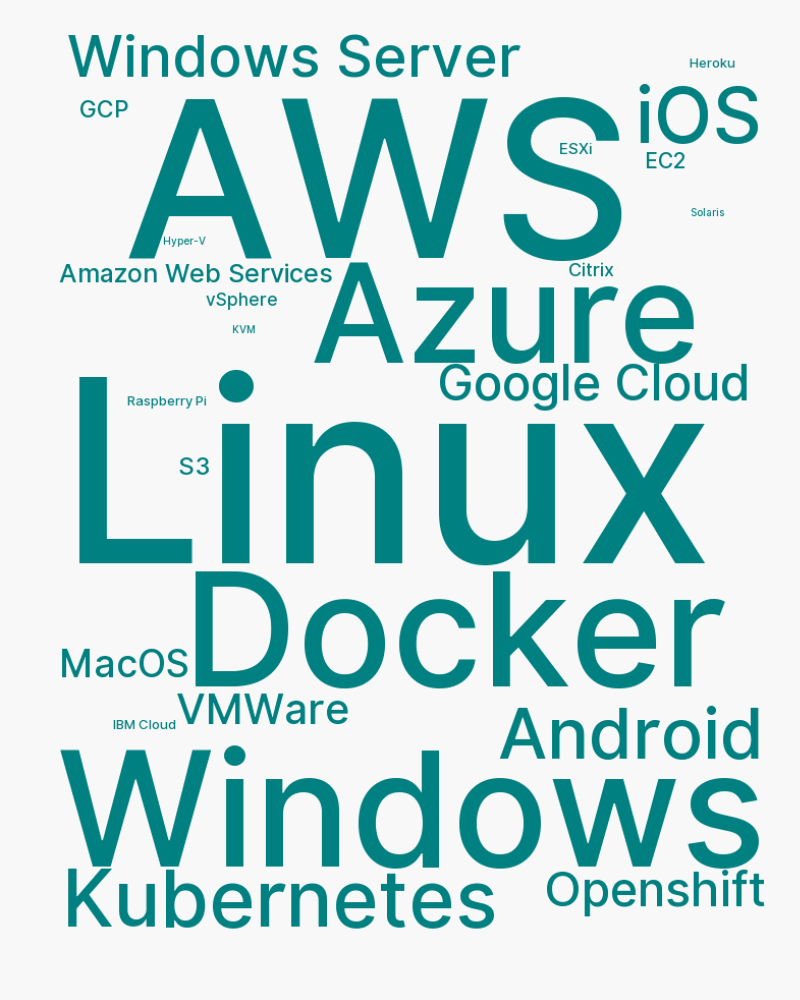 Windows Server
Heroku
GCP
AWS
iOS
ESXi
EC2
Solaris
Hyper-V
Amazon Web Services
Citrix
vSphere
Azure
KVM
Google Cloud
Raspberry Pi
Linux
S3
Docker
MacOS
VMWare
IBM Cloud
Android
Windows
Kubernetes
Openshift